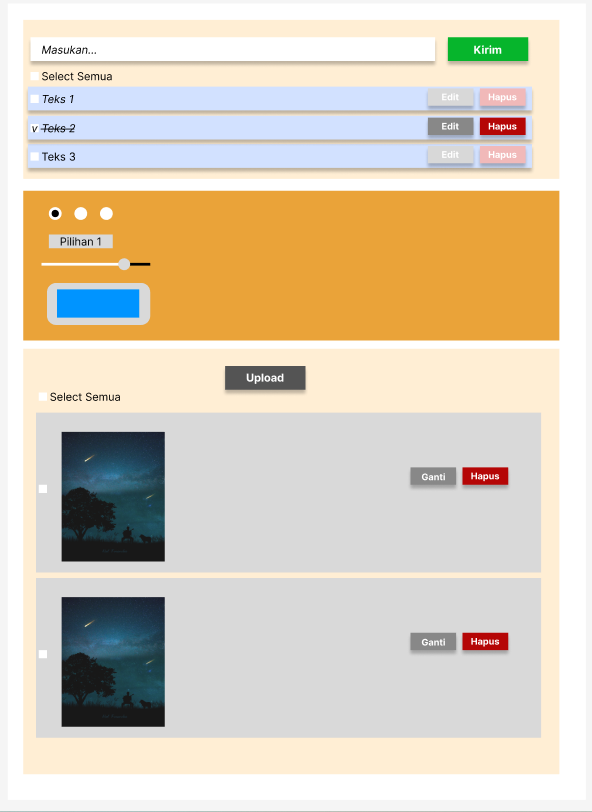 Masukan...
Kirim
Select Semua
Teks 1
Edit
Hapus
v Teks 2
Edit
Hapus
Teks 3
Edit
Hapus
Pilihan 1
Upload
Select Semua
Ganti
Hapus
Ganti
Hapus